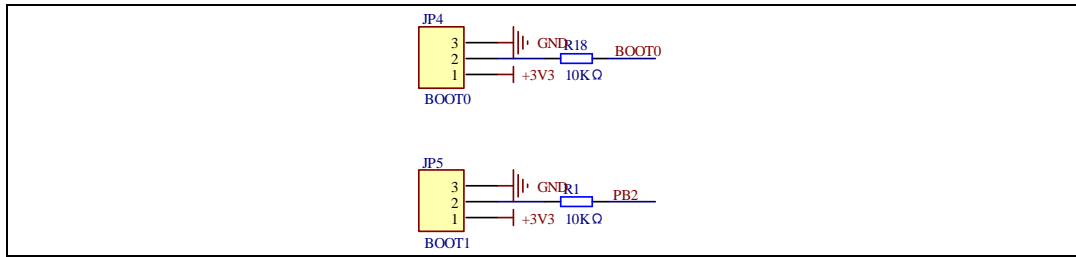 JP4
3 GND R18 BOOT0
2
1 +3V3 10KΩ
BOOT0
JP5
3 GND R1 PB2
2
1 +3V3 10KΩ
BOOT1